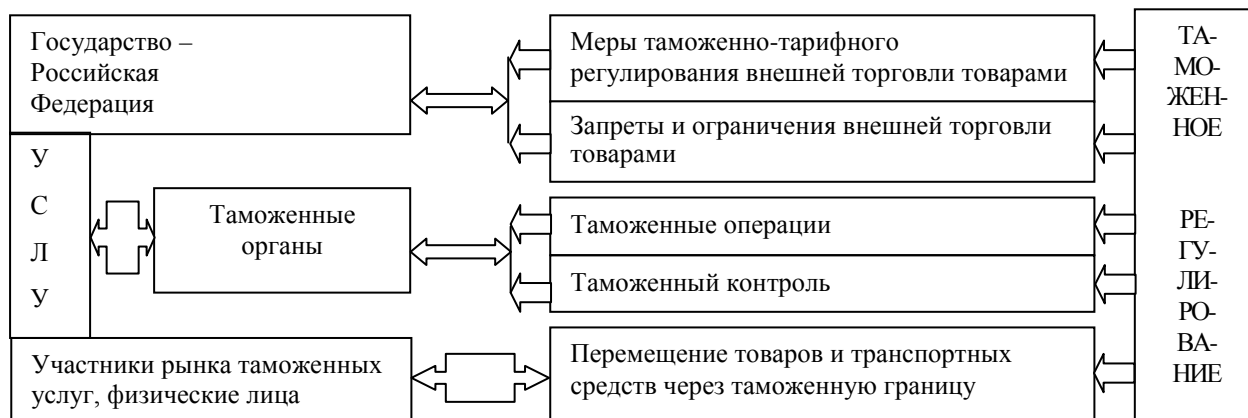 Государство –
Российская
Федерация
У
С
Л
У
Таможенные
органы
Участники рынка таможенных
услуг, физические лица
Меры таможенно-тарифного
регулирования внешней торговли товарами
Запреты и ограничения внешней торговли
товарами
Таможенные операции
Таможенный контроль
Перемещение товаров и транспортных
средств через таможенную границу
ТА-
МО-
ЖЕН-
НОЕ
РЕ-
ГУ-
ЛИ-
РО-
ВА-
НИЕ